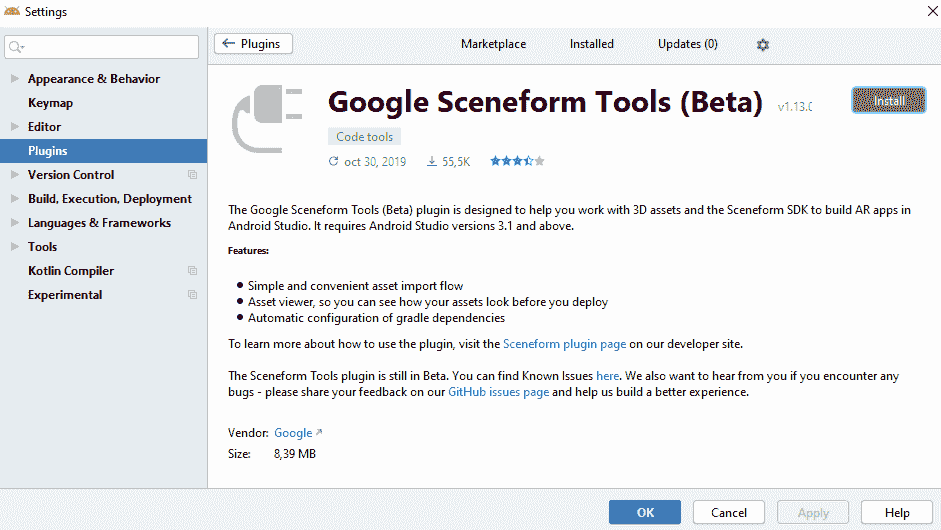 Settings
Plugins
Marketplace
Installed
Updates (0)
Appearance & Behavior
Keymap
Editor
Plugins
Version Control
Build, Execution, Deployment
Languages & Frameworks
Tools
Kotlin Compiler
Experimental
Google Sceneform Tools (Beta) v1.13.0
Install
Code tools
oct 30, 2019 55,5K
The Google Sceneform Tools (Beta) plugin is designed to help you work with 3D assets and the Sceneform SDK to build AR apps in
Android Studio. It requires Android Studio versions 3.1 and above.
Features:
Simple and convenient asset import flow
Asset viewer, so you can see how your assets look before you deploy
Automatic configuration of gradle dependencies
To learn more about how to use the plugin, visit the Sceneform plugin page on our developer site.
The Sceneform Tools plugin is still in Beta. You can find Known Issues here. We also want to hear from you if you encounter any
bugs - please share your feedback on our GitHub issues page and help us build a better experience.
Vendor: Google
Size: 8,39 MB
OK
Cancel
Apply
Help